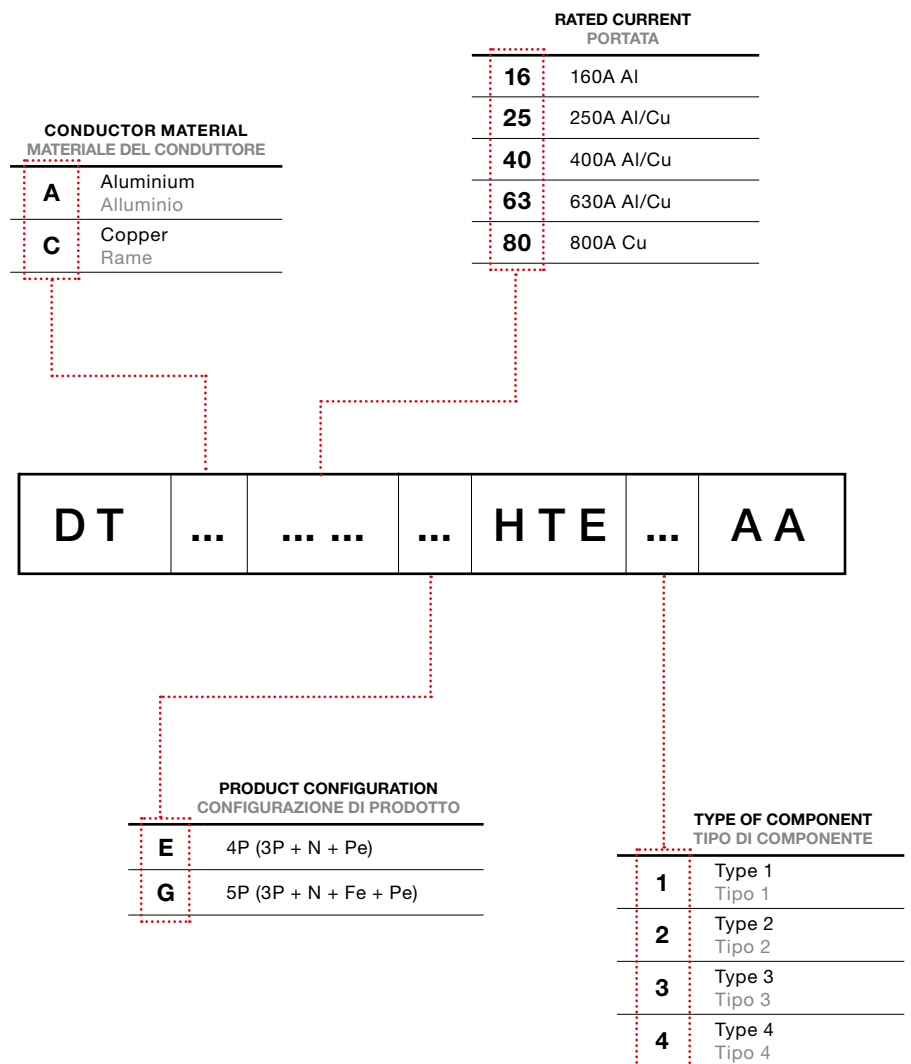 RATED CURRENT
PORTATA
16 160A Al
25 250A Al/Cu
40 400A Al/Cu
63 630A Al/Cu
80 800A Cu
CONDUCTOR MATERIAL
MATERIALE DEL CONDUTTORE
A Aluminium
Alluminio
C Copper
Rame
D T ... ... ... ... H T E ... A A
PRODUCT CONFIGURATION
CONFIGURAZIONE DI PRODOTTO
E 4P (3P + N + Pe)
G 5P (3P + N + Fe + Pe)
TYPE OF COMPONENT
TIPO DI COMPONENTE
1 Type 1
Tipo 1
2 Type 2
Tipo 2
3 Type 3
Tipo 3
4 Type 4
Tipo 4